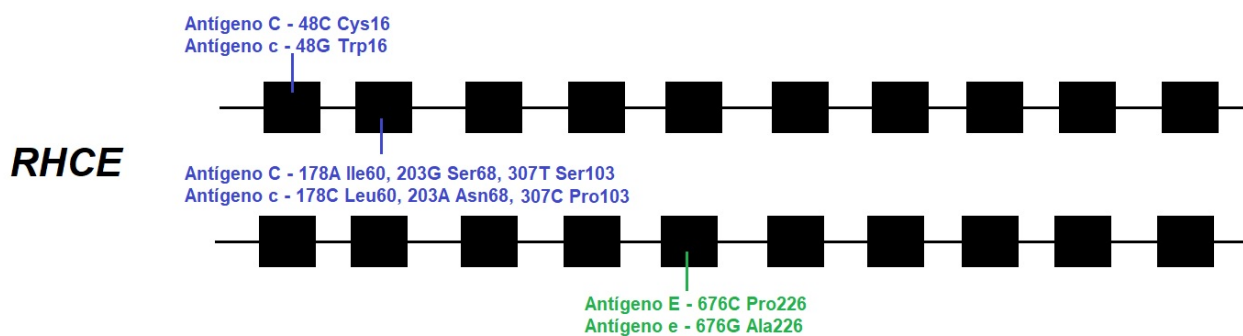 Antígeno C - 48C Cys16
Antígeno c - 48G Trp16
RHCE
Antígeno C - 178A Ile60, 203G Ser68, 307T Ser103
Antígeno c - 178C Leu60, 203A Asn68, 307C Pro103
Antígeno E - 676C Pro226
Antígeno e - 676G Ala226